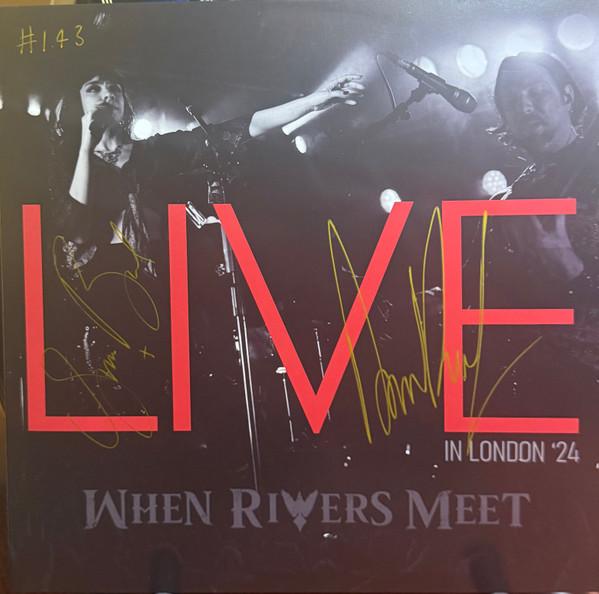 #143
LIVE
IN LONDON '24
WHEN RIVERS MEET